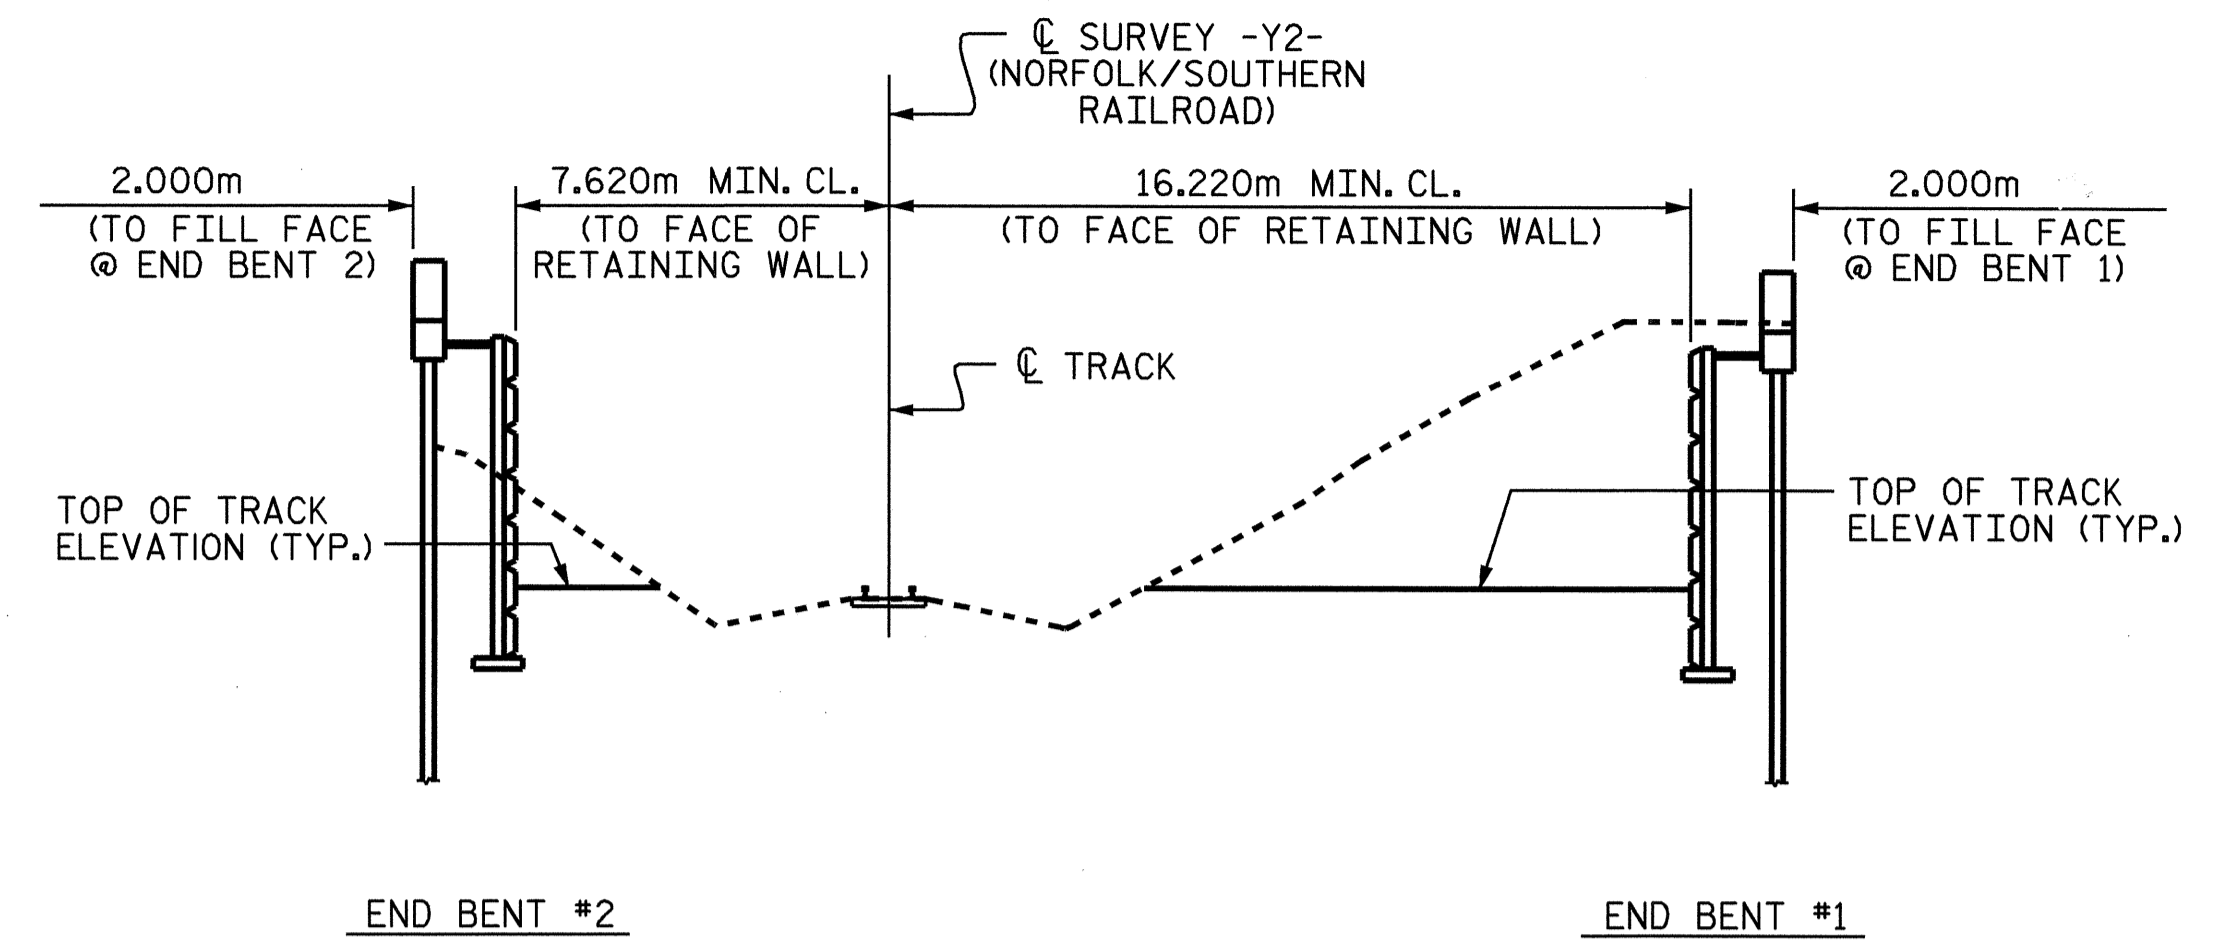 ℄ SURVEY -Y2-
(NORFOLK/SOUTHERN
RAILROAD)
2.000m
(TO FILL FACE
@ END BENT 2)
7.620m MIN. CL.
(TO FACE OF
RETAINING WALL)
16.220m MIN. CL.
(TO FACE OF RETAINING WALL)
2.000m
(TO FILL FACE
@ END BENT 1)
℄ TRACK
TOP OF TRACK
ELEVATION (TYP.)
TOP OF TRACK
ELEVATION (TYP.)
END BENT #2
END BENT #1